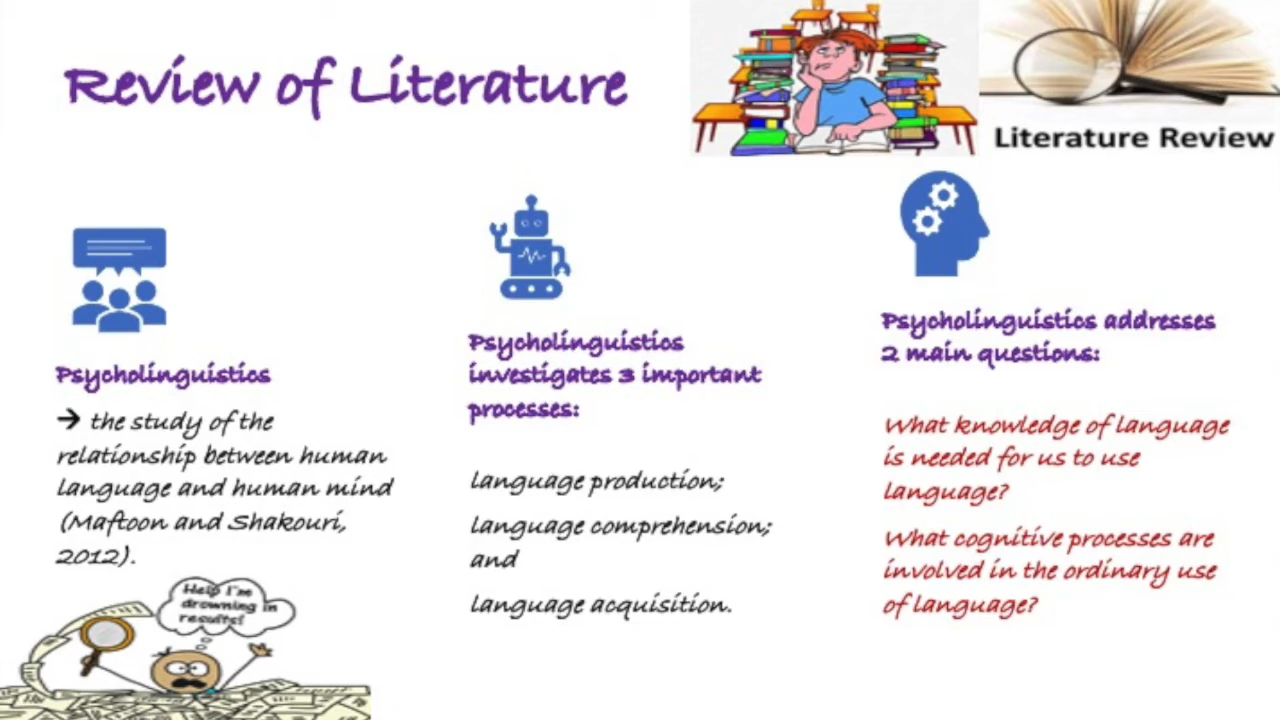 Review of Literature
Literature Review
Psycholinguistics
→ the study of the
relationship between human
language and human mind
(Maftoon and Shakouri,
2012).
Help I'm
drowning in
results!
Psycholinguistics
investigates 3 important
processes:
language production;
language comprehension;
and
language acquisition.
Psycholinguistics addresses
2 main questions:
What knowledge of language
is needed for us to use
language?
What cognitive processes are
involved in the ordinary use
of language?